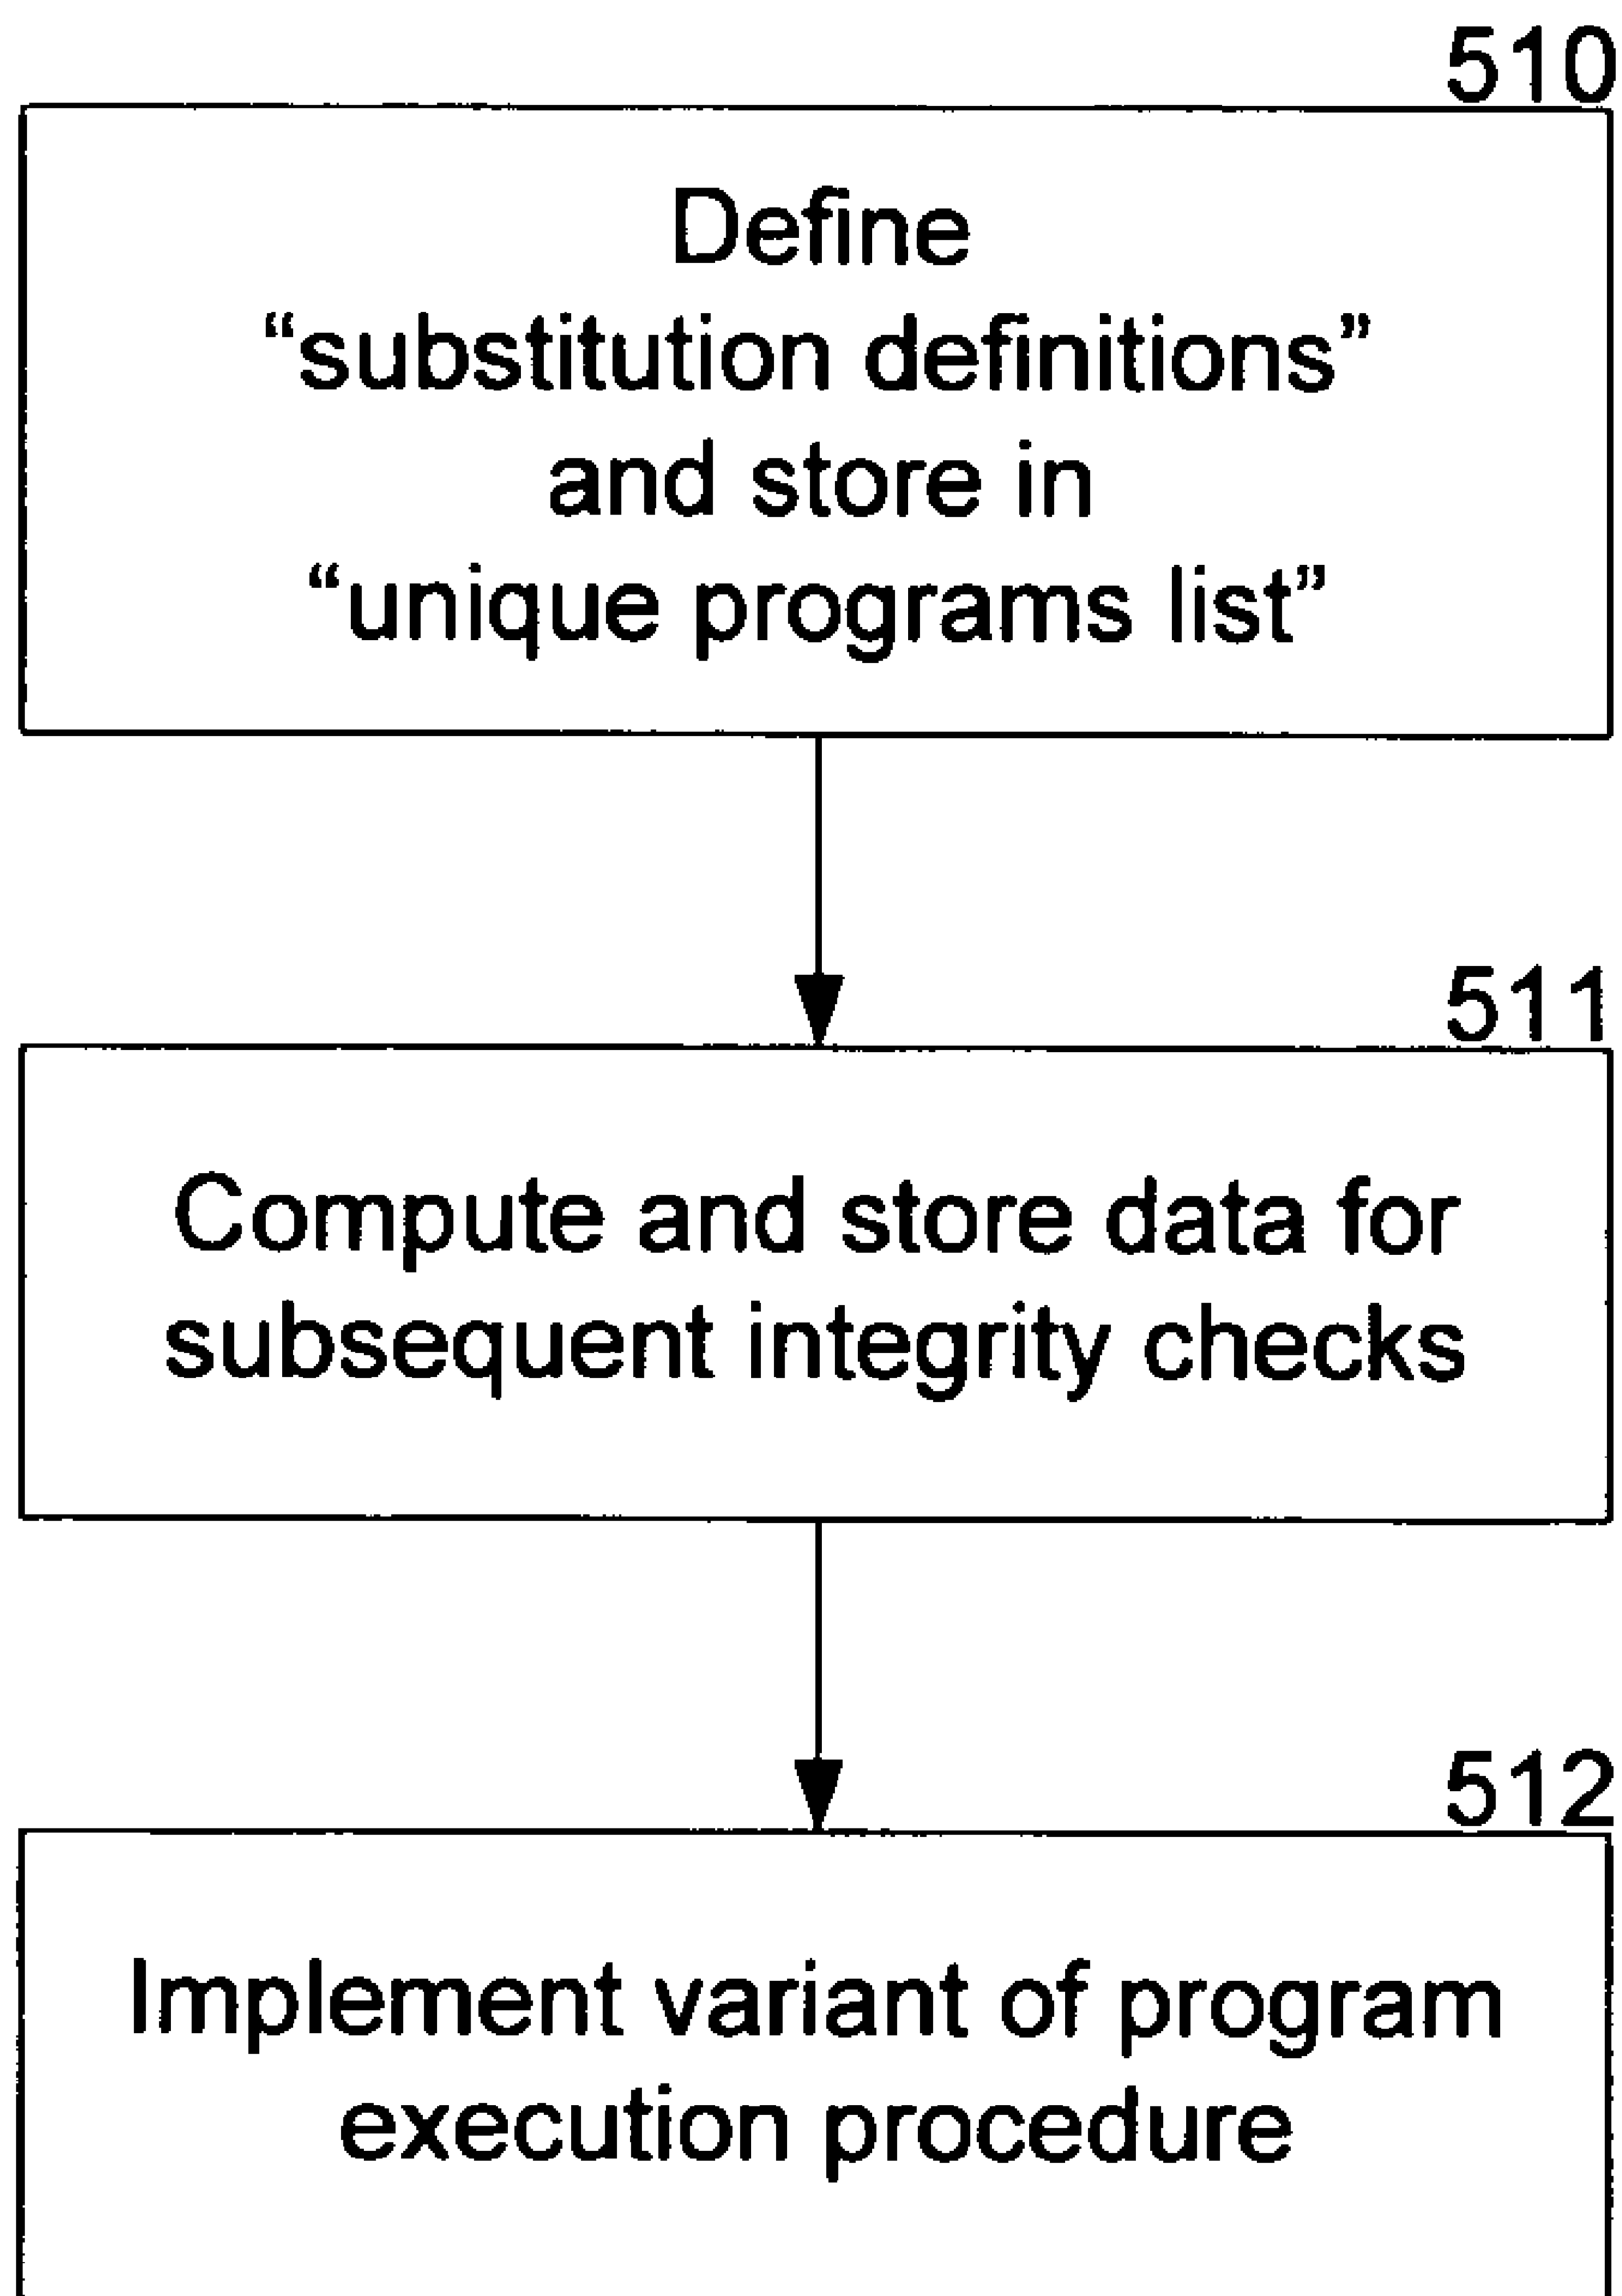 510
Define
“substitution definitions”
and store in
“unique programs list”
511
Compute and store data for
subsequent integrity checks
512
Implement variant of program
execution procedure